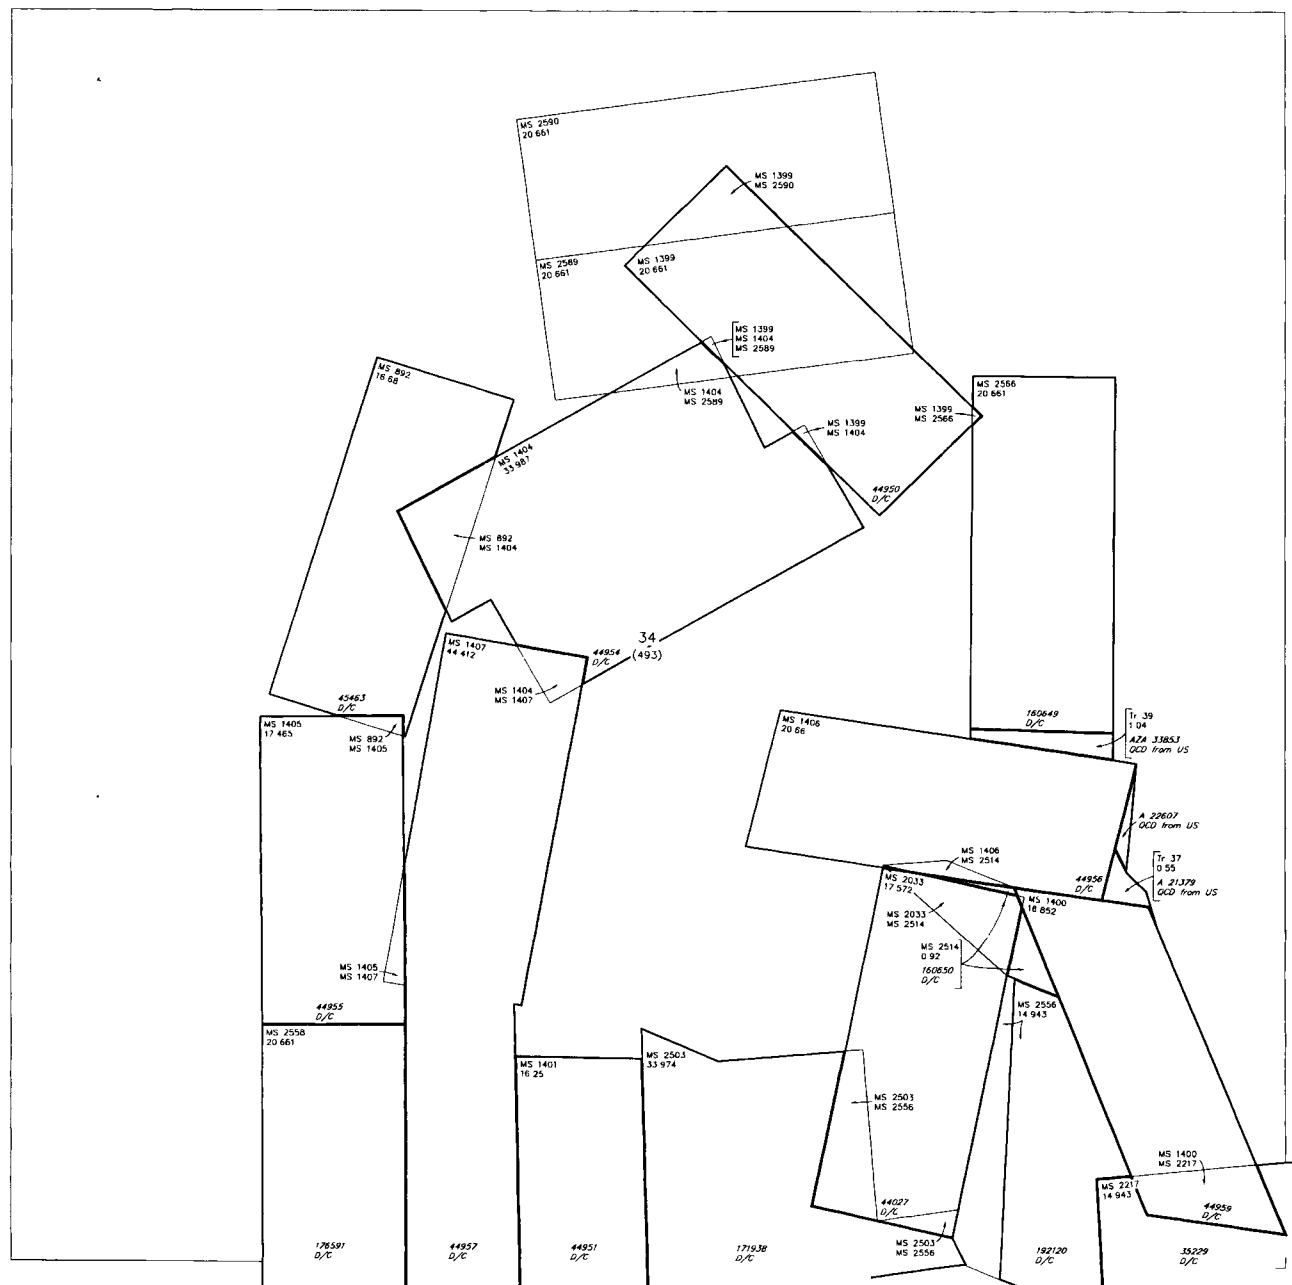 MS 2590
20 661
MS 1399
MS 2590
MS 2589
20 661
MS 1399
20 661
MS 1399
MS 1404
MS 2589
MS 892
16 68
MS 1404
MS 2589
MS 2566
20 661
MS 1399
MS 2566
MS 1399
MS 1404
MS 1404
33 987
44950
D/C
MS 892
MS 1404
34
(493)
MS 1407
44 412
44954
D/C
MS 1404
MS 1407
45463
D/C
MS 1405
17 465
MS 892
MS 1405
MS 1406
20 66
160649
D/C
Tr 39
1 04
AZA 33853
QCD from US
A 22607
QCD from US
MS 1406
MS 2514
Tr 37
0 55
A 21379
QCD from US
MS 2033
17 572
44956
D/C
MS 1400
18 852
MS 2033
MS 2514
MS 2514
0 92
160650
D/C
MS 1405
MS 1407
44955
D/C
MS 2556
14 943
MS 2558
20 661
MS 1401
16 25
MS 2503
33 974
MS 2503
MS 2556
MS 1400
MS 2217
MS 2217
14 943
44027
D/C
44959
D/C
MS 2503
MS 2556
176591
D/C
44957
D/C
44951
D/C
171938
D/C
192120
D/C
35229
D/C